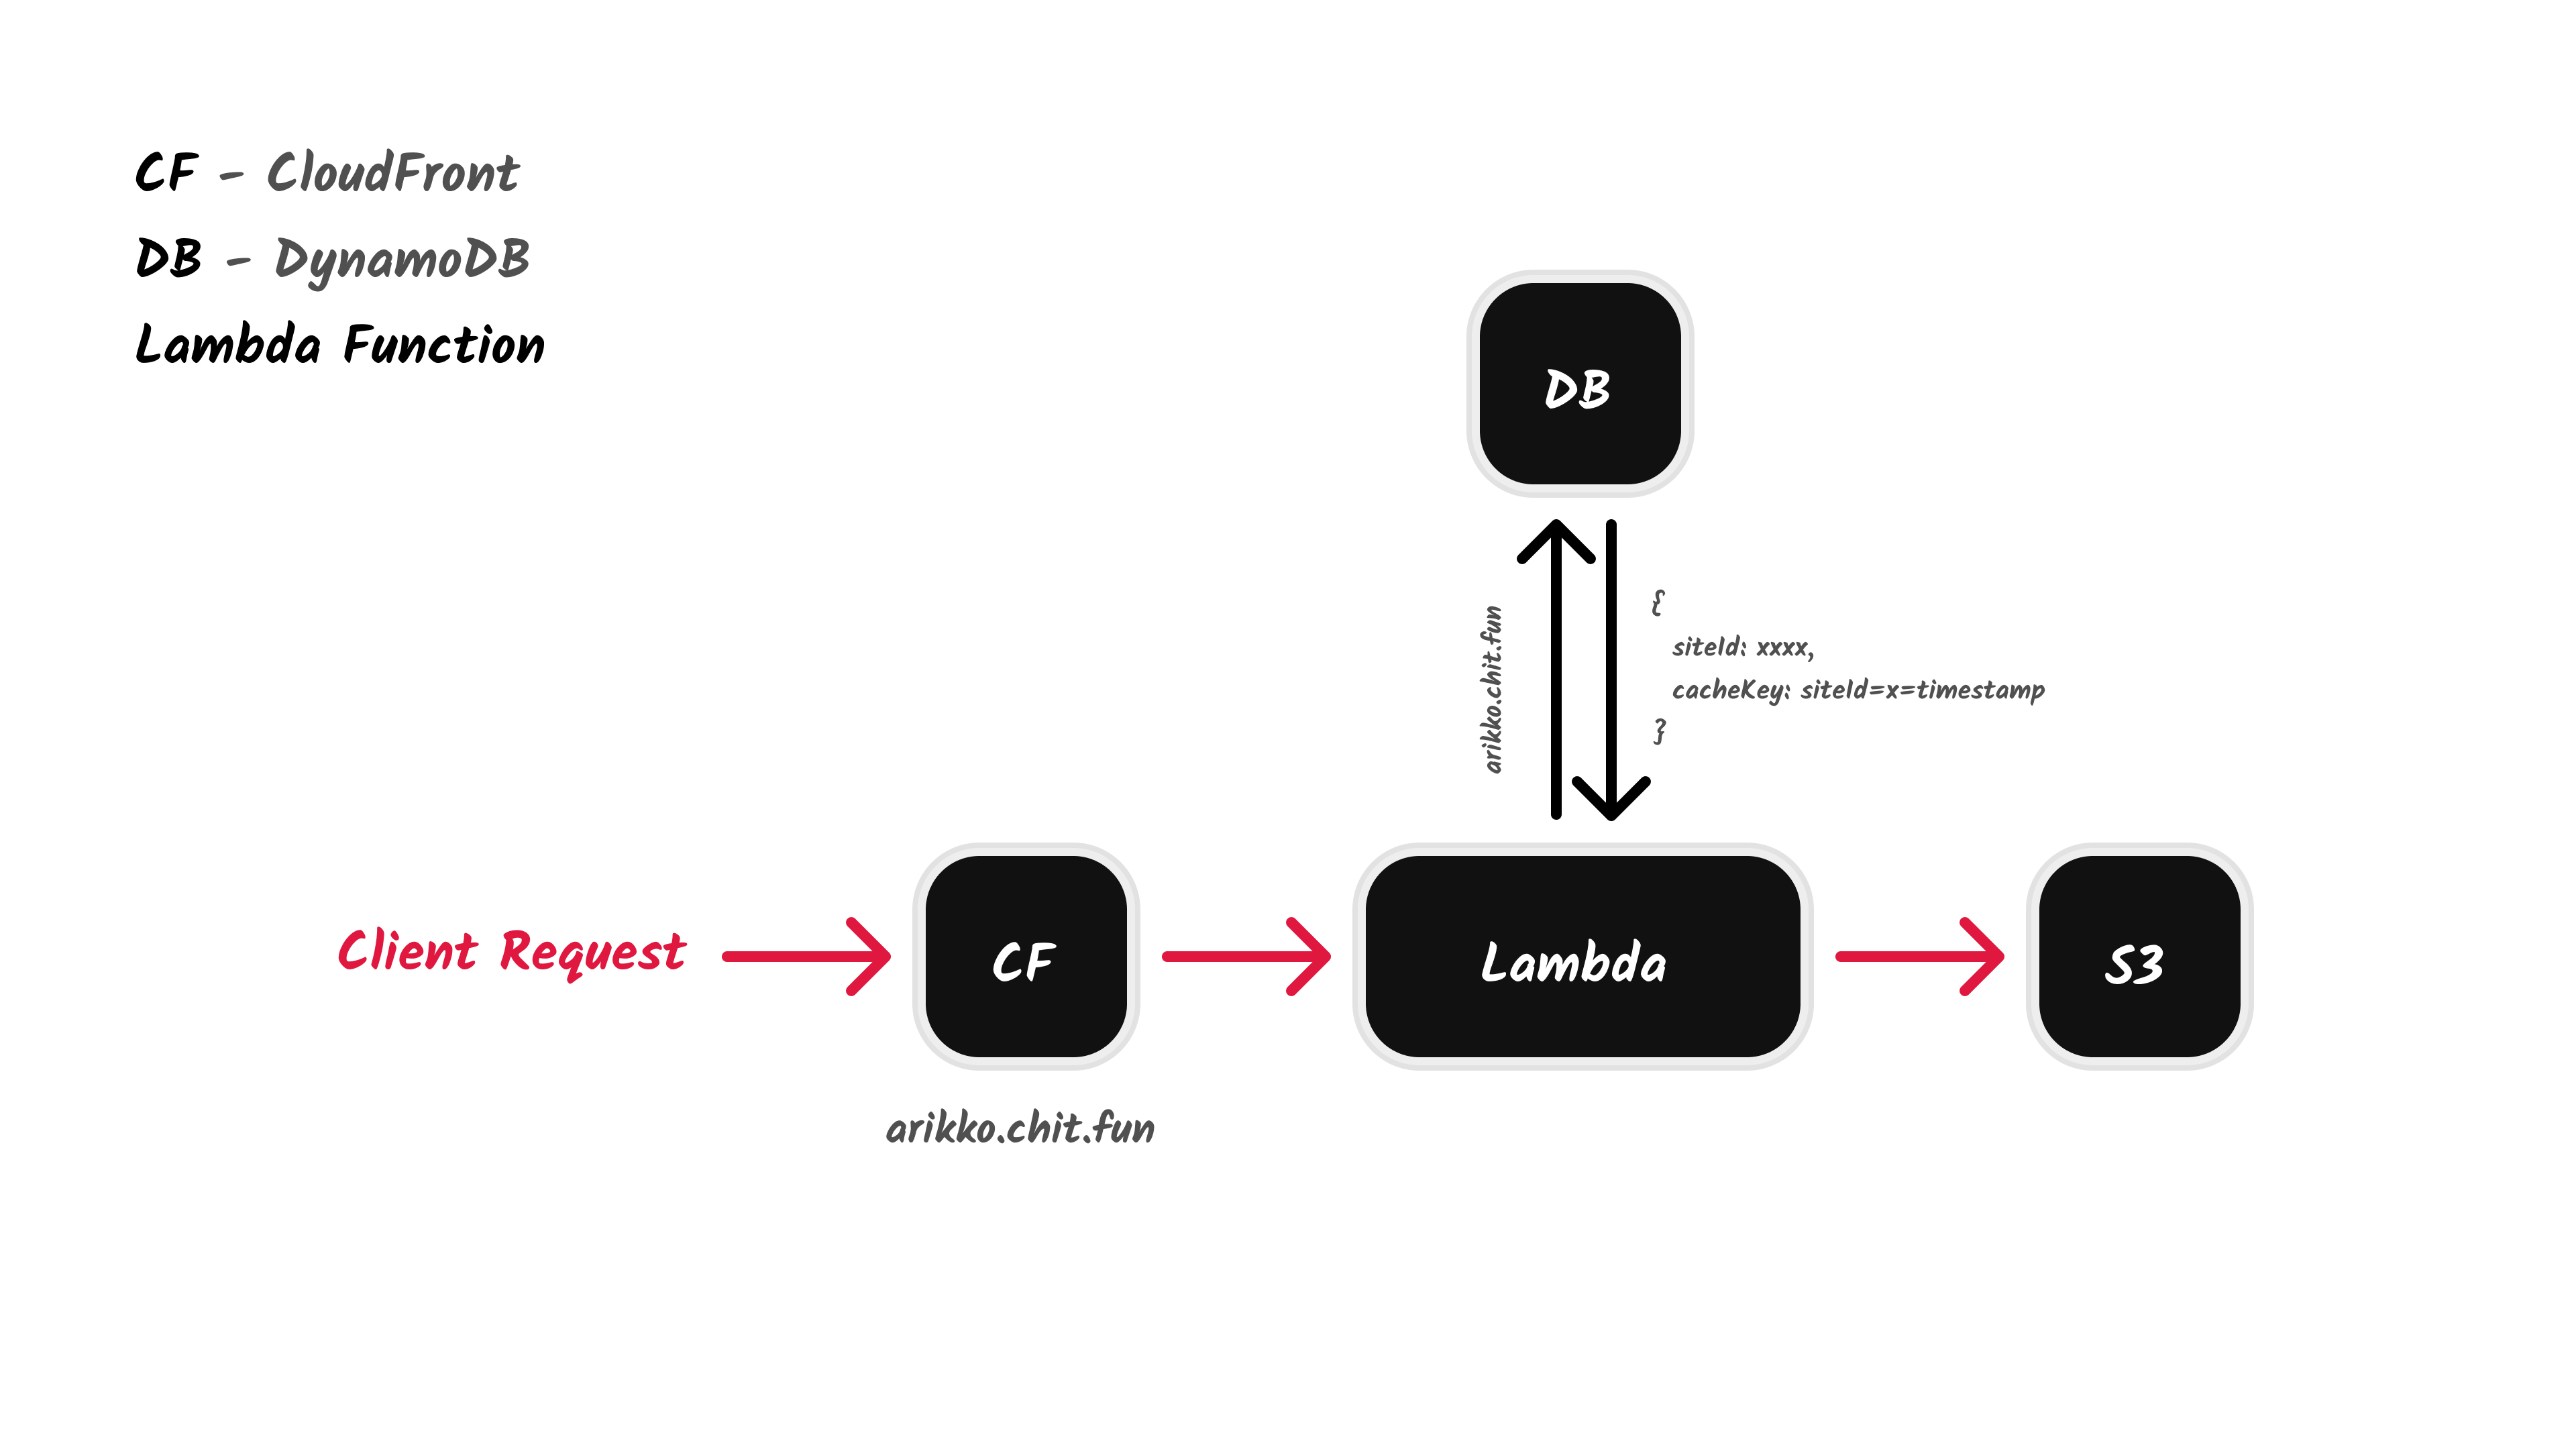 CF - CloudFront
DB - DynamoDB
Lambda Function
DB
arikko.chit.fun
{
siteId: xxxx,
cacheKey: siteId=x=timestamp
}
Client Request
CF
Lambda
S3
arikko.chit.fun